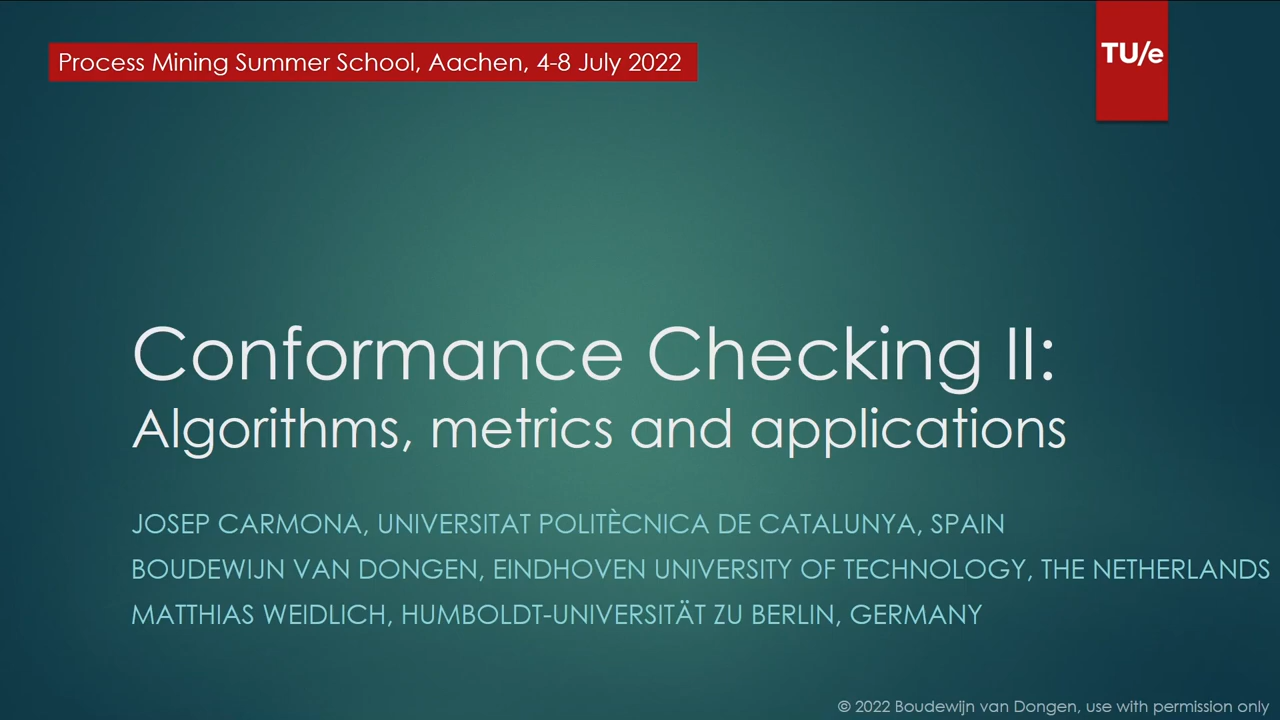 Process Mining Summer School, Aachen, 4-8 July 2022
TU/e
Conformance Checking II:
Algorithms, metrics and applications
JOSEP CARMONA, UNIVERSITAT POLITÈCNICA DE CATALUNYA, SPAIN
BOUDEWIJN VAN DONGEN, EINDHOVEN UNIVERSITY OF TECHNOLOGY, THE NETHERLANDS
MATTHIAS WEIDLICH, HUMBOLDT-UNIVERSITÄT ZU BERLIN, GERMANY
© 2022 Boudewijn van Dongen, use with permission only